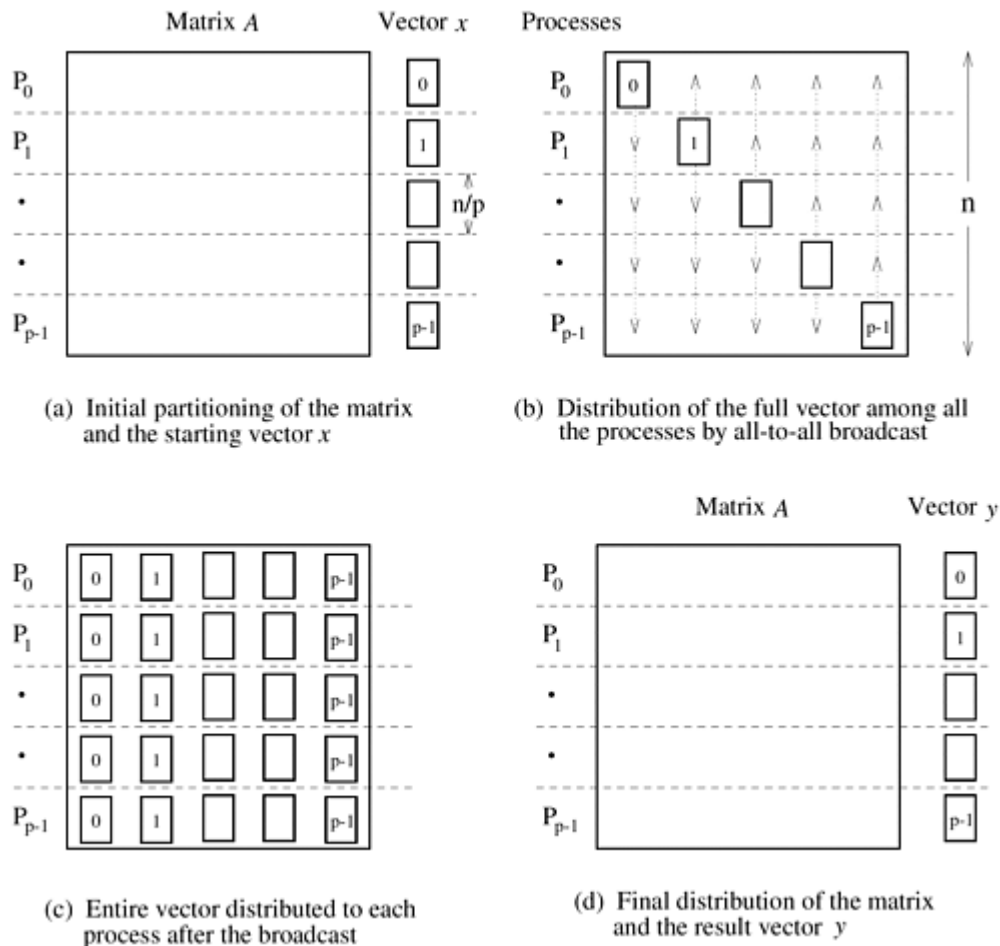 Matrix A Vector x Processes
P0 0 P0 0
P1 1 P1 1
• n/p • n
• •
Pp-1 p-1 Pp-1 p-1
(a) Initial partitioning of the matrix
and the starting vector x
(b) Distribution of the full vector among all
the processes by all-to-all broadcast
Matrix A Vector y
P0 0 1 p-1 P0 0
P1 0 1 p-1 P1 1
• 0 1 p-1 •
• 0 1 p-1 •
Pp-1 0 1 p-1 Pp-1 p-1
(c) Entire vector distributed to each
process after the broadcast
(d) Final distribution of the matrix
and the result vector y